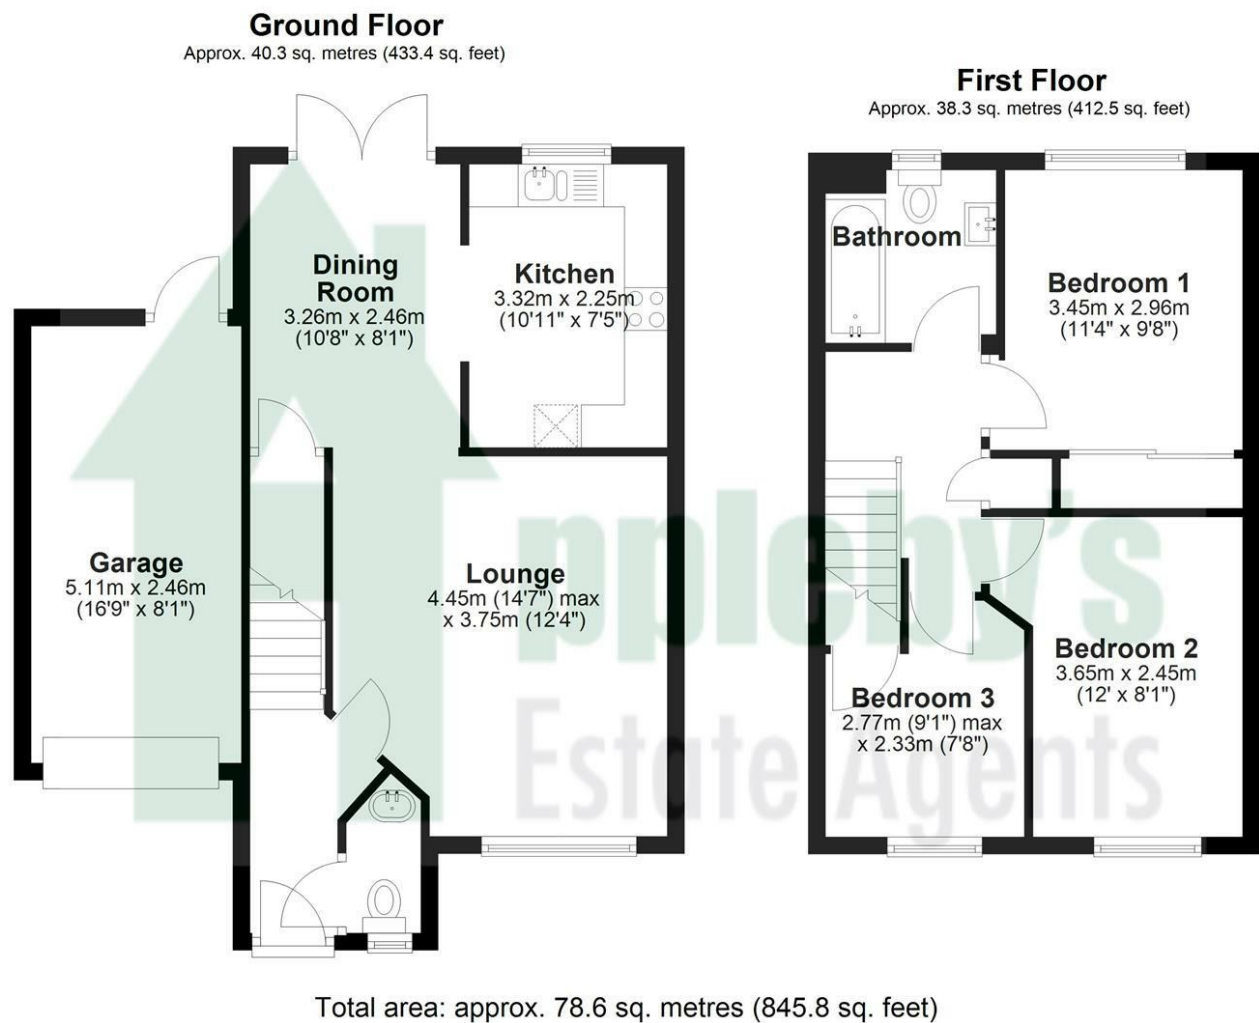 Ground Floor
Approx. 40.3 sq. metres (433.4 sq. feet)
First Floor
Approx. 38.3 sq. metres (412.5 sq. feet)
Dining
Room
3.26m x 2.46m
(10'8" x 8'1")
Kitchen
3.32m x 2.25m
(10'11" x 7'5")
Bathroom
Bedroom 1
3.45m x 2.96m
(11'4" x 9'8")
Garage
5.11m x 2.46m
(16'9" x 8'1")
Lounge
4.45m (14'7") max
x 3.75m (12'4")
Bedroom 2
3.65m x 2.45m
(12' x 8'1")
Bedroom 3
2.77m (9'1") max
x 2.33m (7'8")
ppleby's
Estate Agents
Total area: approx. 78.6 sq. metres (845.8 sq. feet)